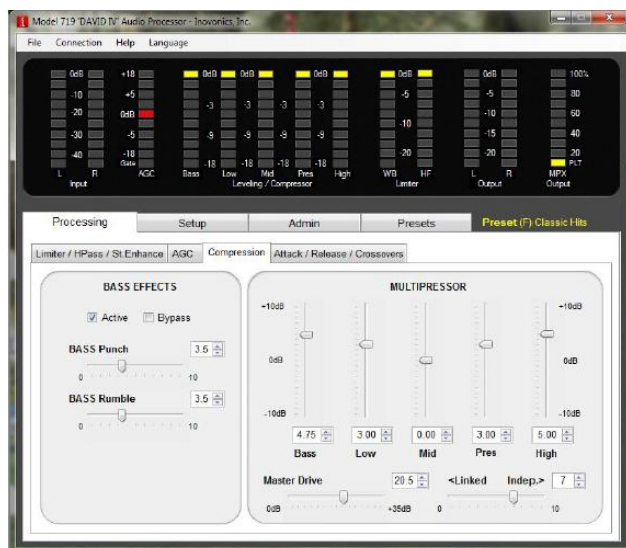 Model 719 'DAVID IV' Audio Processor - Inovonics, Inc.
File Connection Help Language
0dB 0dB +18 0dB 0dB 0dB 0dB 100%
-10 +5 -3 -3 -3 -5 -5 80
-20 0dB -10 -10 60
-30 -5 -9 -9 -9 -15 40
-40 -18 -18 -18 -18 -20 -20 20
Gate PLT
L R AGC Bass Low Mid Pres High WB HF L R MPX
Input Leveling / Compressor Limiter Output Output
Processing Setup Admin Presets Preset (F) Classic Hits
Limiter / HPass / St.Enhance AGC Compression Attack / Release / Crossovers
BASS EFFECTS
Active Bypass
BASS Punch 3.5
0 10
BASS Rumble 3.5
0 10
MULTIPRESSOR
+10dB +10dB
0dB 0dB
-10dB -10dB
4.75 3.00 0.00 3.00 5.00
Bass Low Mid Pres High
Master Drive 20.5 <Linked Indep.> 7
0dB +35dB 0 10